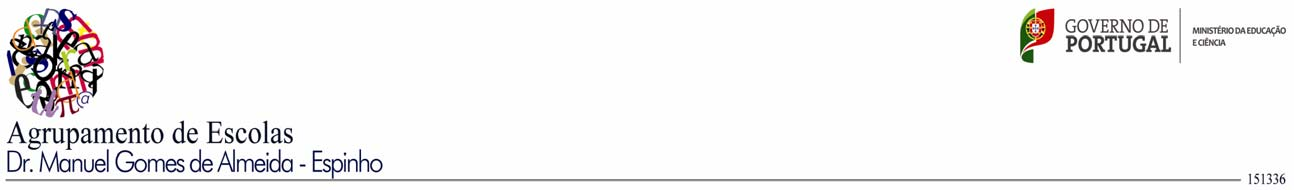 GOVERNO DE
PORTUGAL
MINISTÉRIO DA EDUCAÇÃO
E CIÊNCIA
Agrupamento de Escolas
Dr. Manuel Gomes de Almeida - Espinho
151336